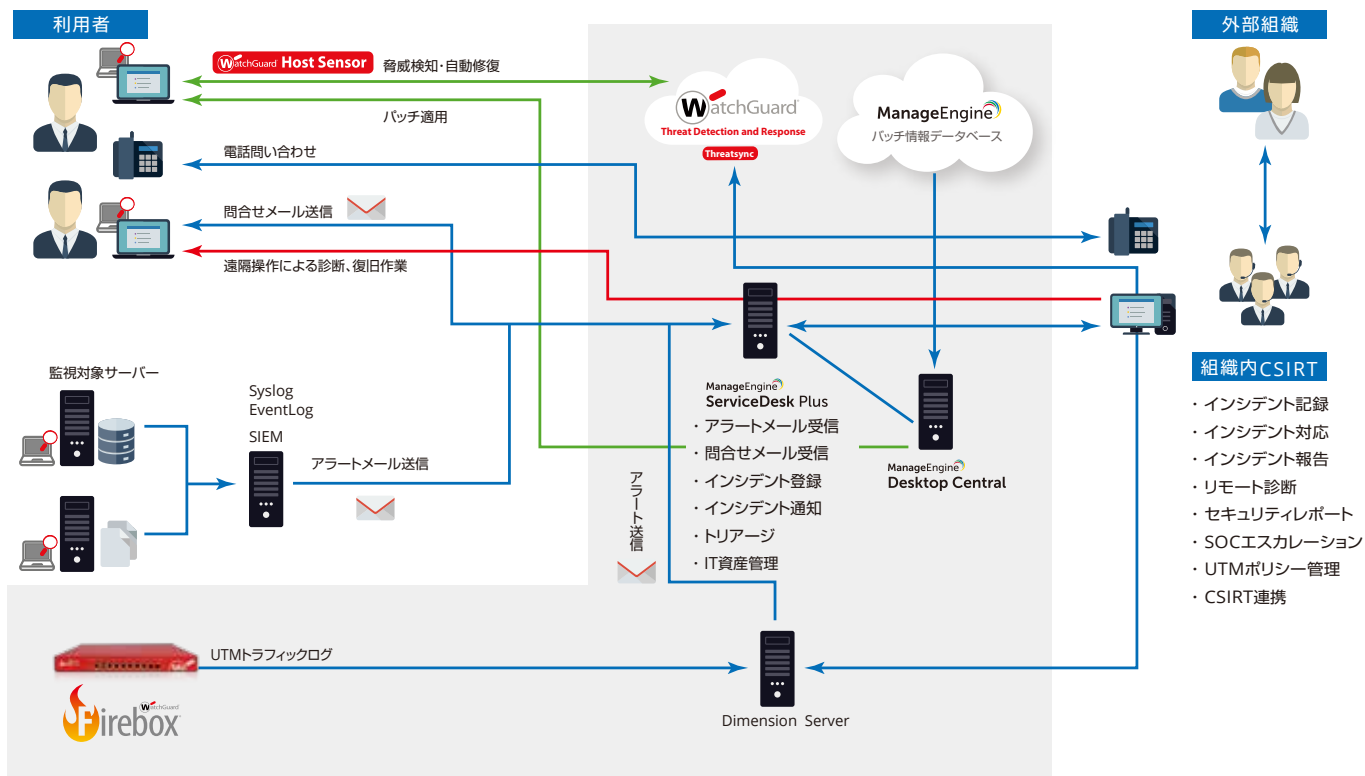 利用者
外部組織
WatchGuard Host Sensor
脅威検知・自動修復
パッチ適用
電話問い合わせ
問合せメール送信
遠隔操作による診断、復旧作業
WatchGuard
Threat Detection and Response
Threatsync
ManageEngine
パッチ情報データベース
監視対象サーバー
Syslog
EventLog
SIEM
アラートメール送信
アラート送信
ManageEngine
ServiceDesk Plus
・アラートメール受信
・問合せメール受信
・インシデント登録
・インシデント通知
・トリアージ
・IT資産管理
ManageEngine
Desktop Central
組織内CSIRT
・インシデント記録
・インシデント対応
・インシデント報告
・リモート診断
・セキュリティレポート
・SOCエスカレーション
・UTMポリシー管理
・CSIRT連携
UTMトラフィックログ
WatchGuard
Firebox
Dimension Server